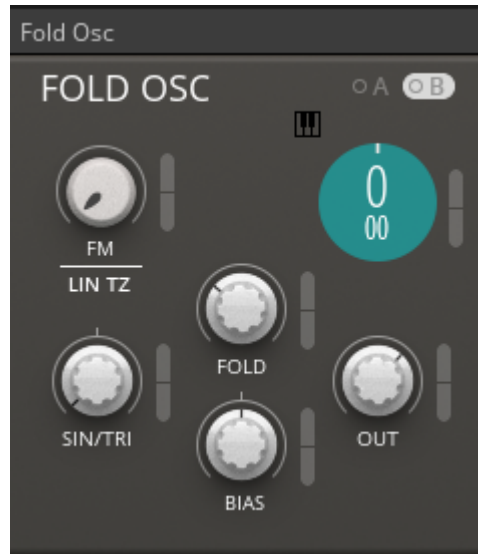 Fold Osc
FOLD OSC
A B
0
00
FM
LIN TZ
FOLD
SIN/TRI
OUT
BIAS